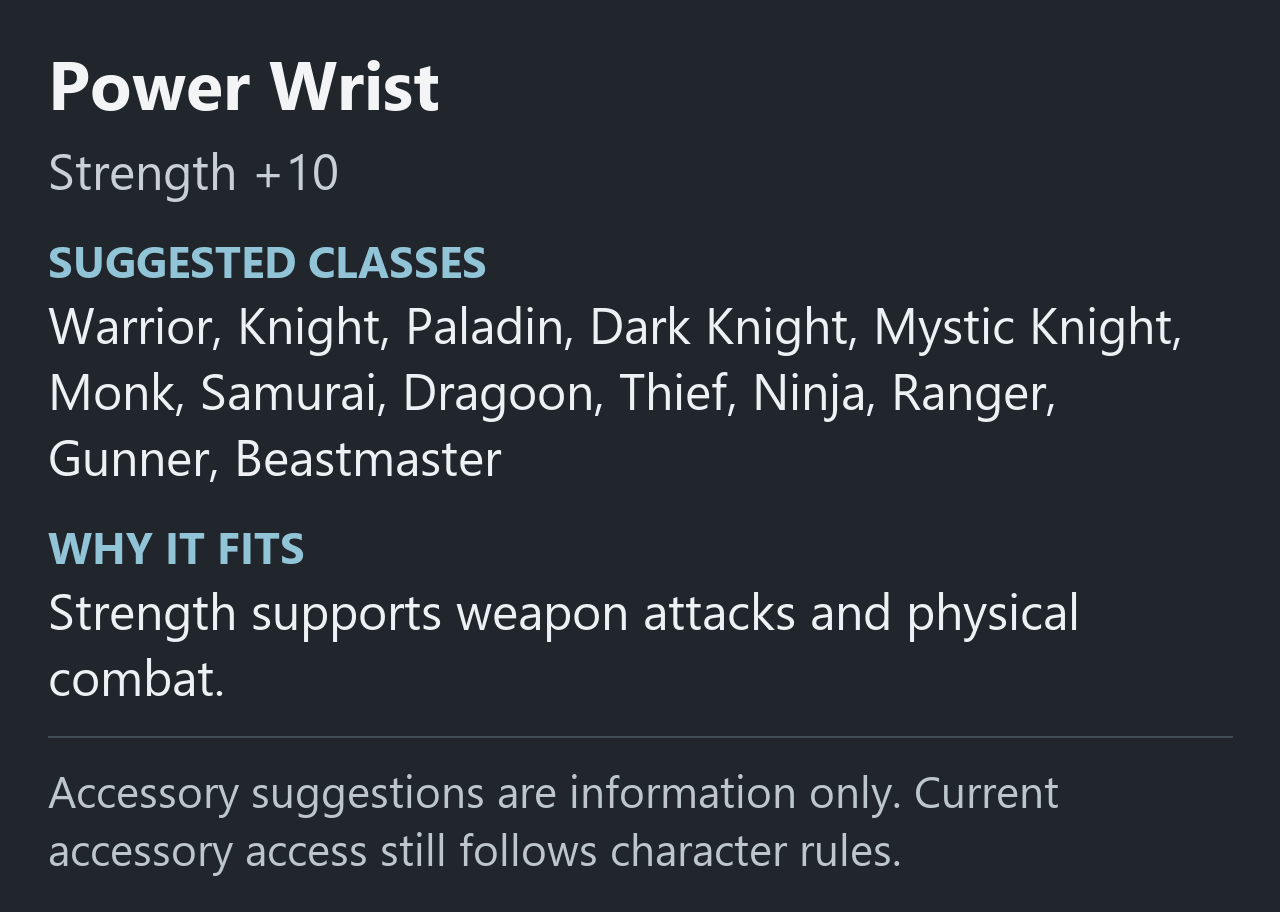 Power Wrist
Strength +10
SUGGESTED CLASSES
Warrior, Knight, Paladin, Dark Knight, Mystic Knight,
Monk, Samurai, Dragoon, Thief, Ninja, Ranger,
Gunner, Beastmaster
WHY IT FITS
Strength supports weapon attacks and physical
combat.
Accessory suggestions are information only. Current
accessory access still follows character rules.